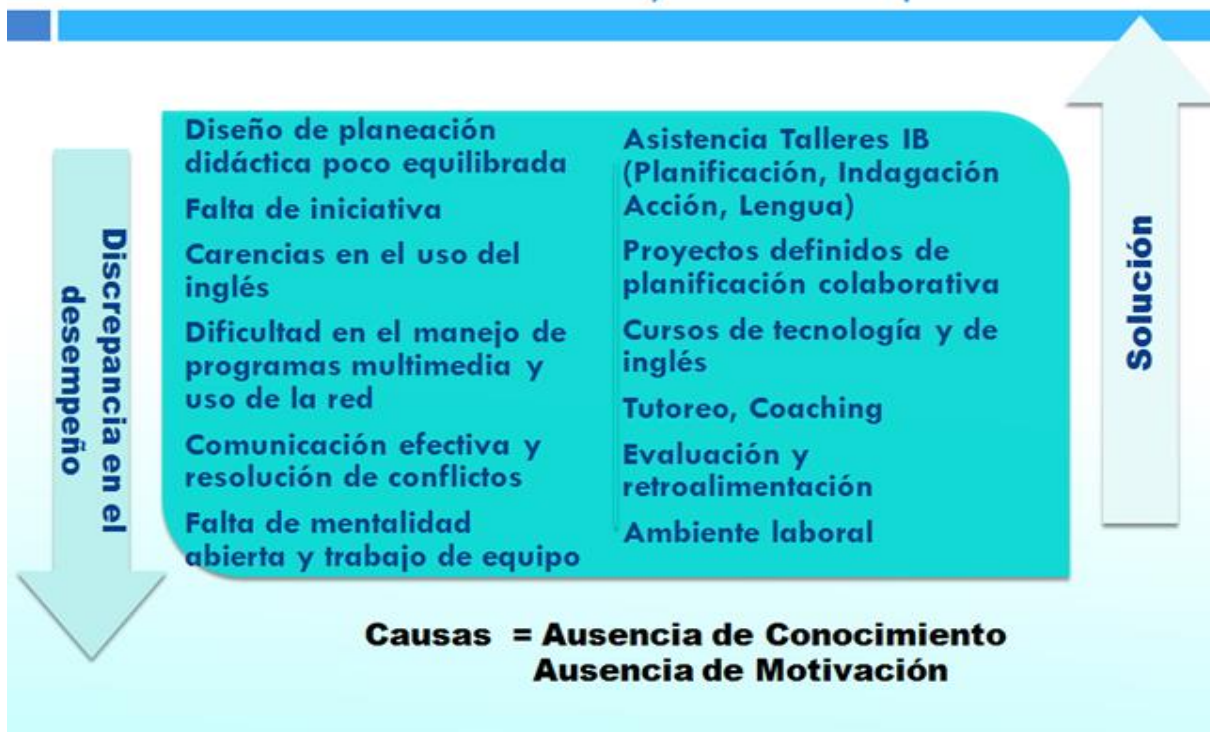 Diseño de planeación
didáctica poco equilibrada
Falta de iniciativa
Carencias en el uso del
inglés
Dificultad en el manejo de
programas multimedia y
uso de la red
Comunicación efectiva y
resolución de conflictos
Falta de mentalidad
abierta y trabajo de equipo
Asistencia Talleres IB
(Planificación, Indagación
Acción, Lengua)
Proyectos definidos de
planificación colaborativa
Cursos de tecnología y de
inglés
Tutoreo, Coaching
Evaluación y
retroalimentación
Ambiente laboral
Discrepancia en el
desempeño
Solución
Causas = Ausencia de Conocimiento
Ausencia de Motivación